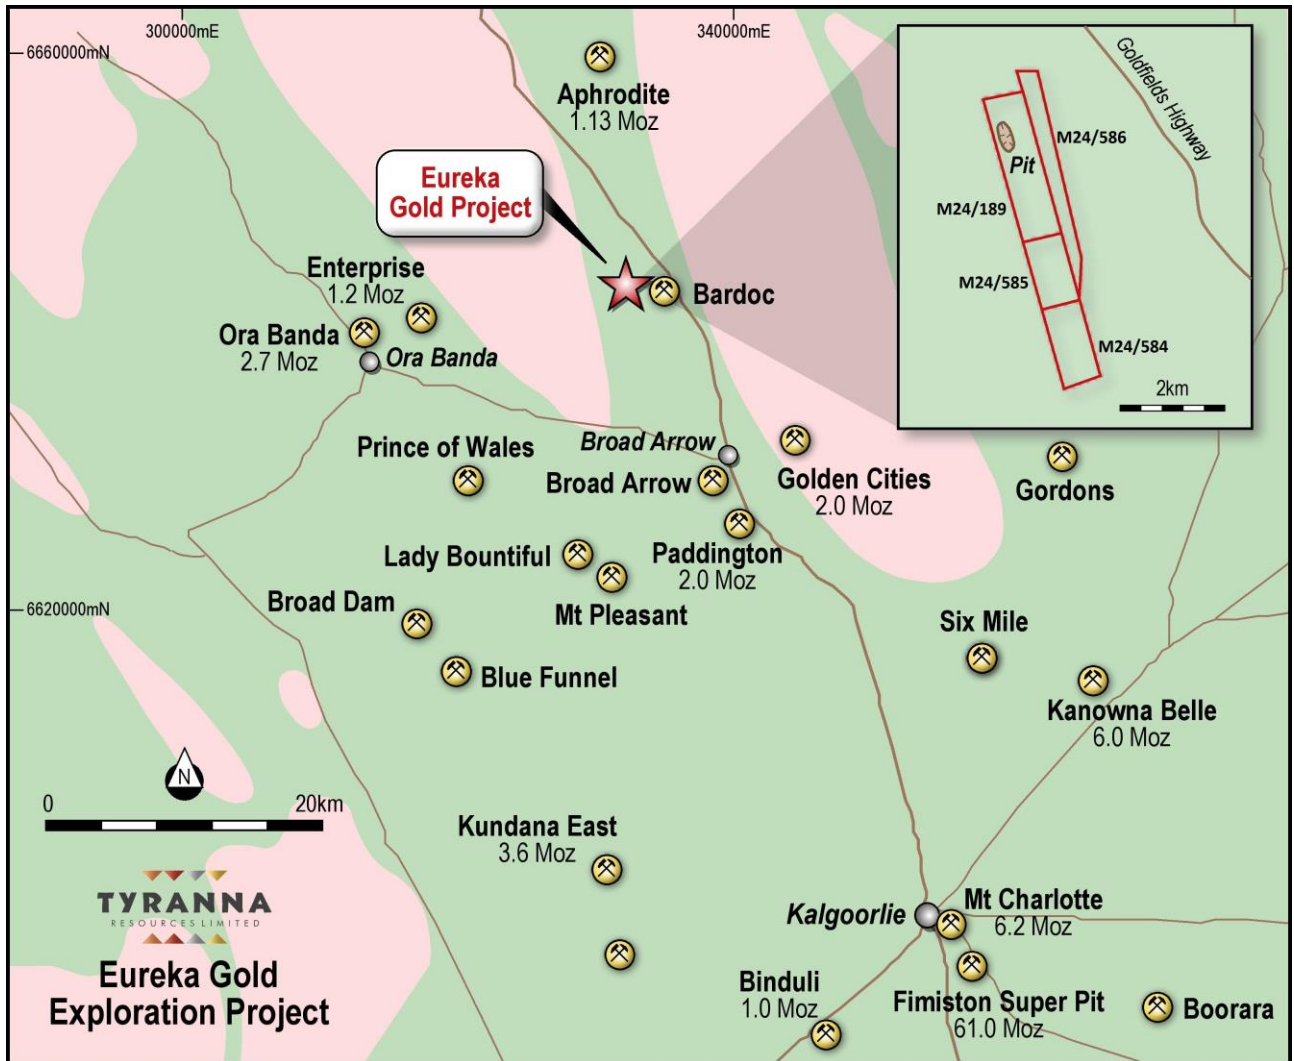 300000mE
340000mE
6660000mN
Aphrodite
1.13 Moz
Goldfields Highway
M24/586
Pit
M24/189
M24/585
M24/584
2km
Eureka
Gold Project
Enterprise
1.2 Moz
Bardoc
Ora Banda
2.7 Moz
Ora Banda
Prince of Wales
Broad Arrow
Broad Arrow
Golden Cities
2.0 Moz
Gordons
Lady Bountiful
Paddington
2.0 Moz
Mt Pleasant
6620000mN
Broad Dam
Blue Funnel
Six Mile
Kanowna Belle
6.0 Moz
N
0 20km
Kundana East
3.6 Moz
TYRANNA
RESOURCES LIMITED
Eureka Gold
Exploration Project
Kalgoorlie
Mt Charlotte
6.2 Moz
Binduli
1.0 Moz
Fimiston Super Pit
61.0 Moz
Boorara